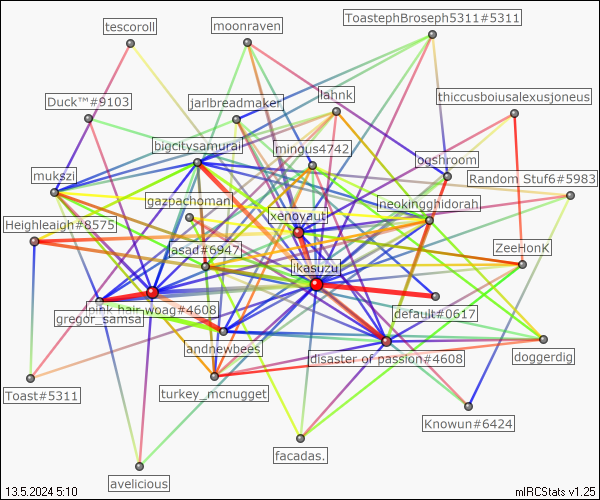 ToastephBroseph5311#5311
tescoroll
moonraven
thiccusboiusalexusjoneus
Duck™#9103
jarlbreadmaker
lahnk
bigcitysamurai
mingus4742
ogshroom
mukszi
Random Stuf6#5983
gazpachoman
neokingghidorah
xenoyaut
Heighleaigh#8575
asad#6947
ZeeHonK
ikasuzu
pink hair woag#4608
gregor_samsa
default#0617
andnewbees
disaster of passion#4608
doggerdig
Toast#5311
turkey_mcnugget
Knowun#6424
facadas.
avelicious
13.5.2024 5:10
mIRCStats v1.25